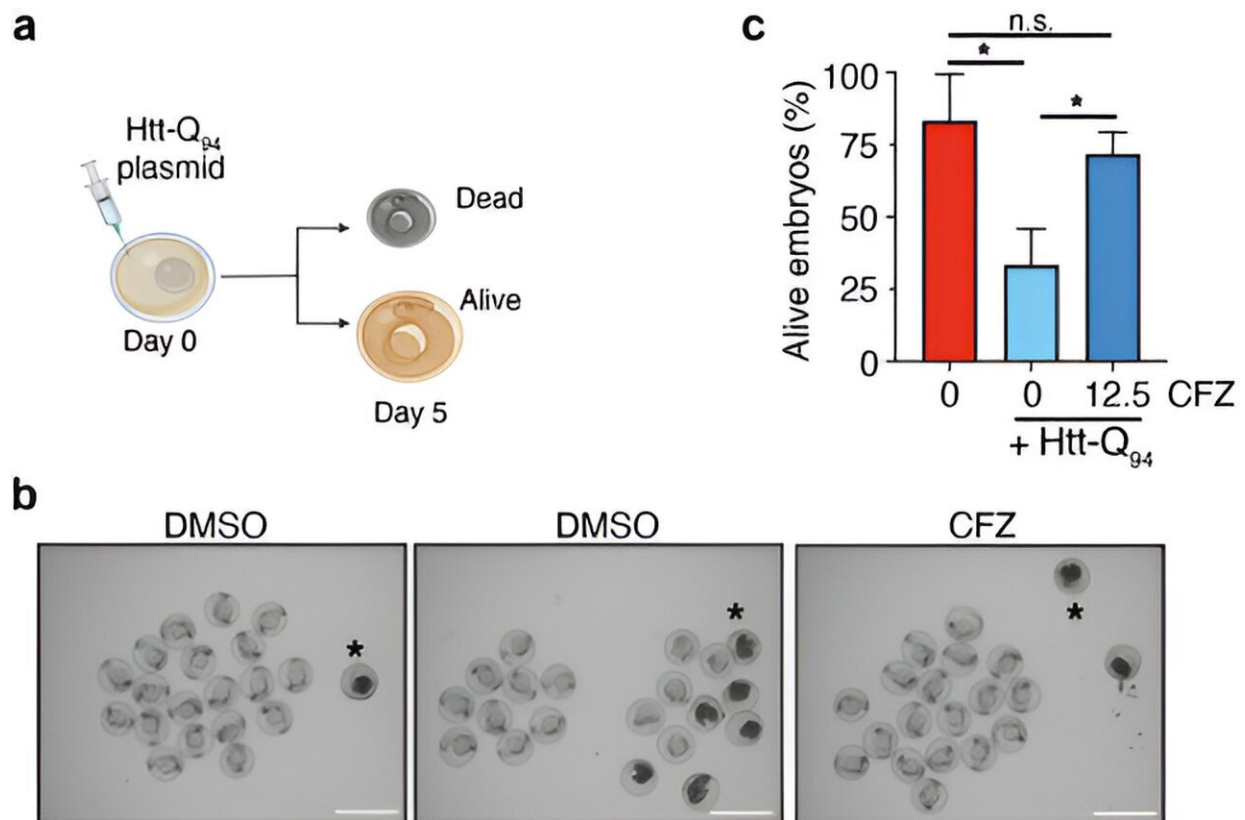 a
Htt-Q94
plasmid
Dead
Alive
Day 0
Day 5
c
n.s.
*
*
Alive embryos (%)
100
75
50
25
0
0 0 12.5 CFZ
+ Htt-Q94
b
DMSO DMSO CFZ
* * *